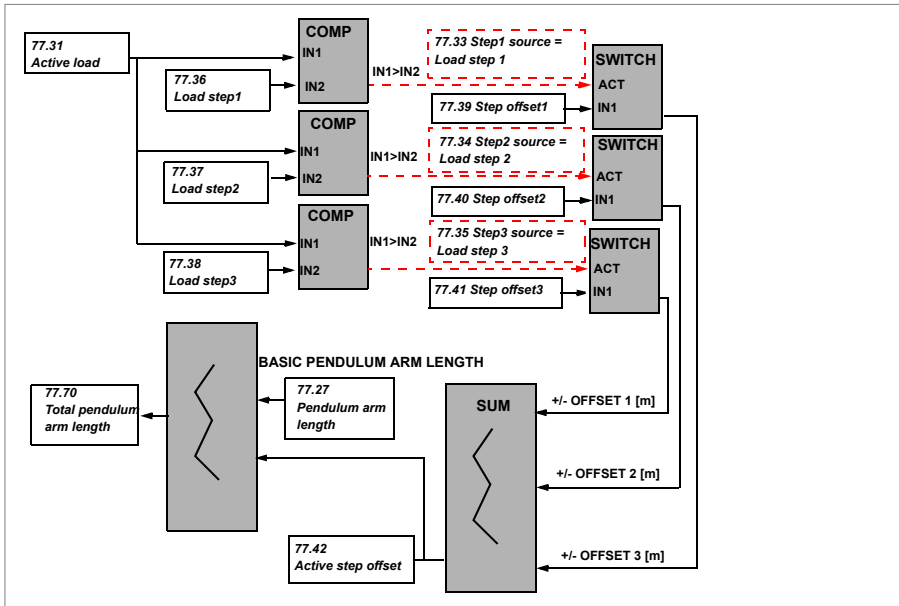 77.31
Active load
COMP
IN1
IN2
IN1>IN2
77.36
Load step1
77.33 Step1 source =
Load step 1
SWITCH
ACT
IN1
77.39 Step offset1
COMP
IN1
IN2
IN1>IN2
77.37
Load step2
77.34 Step2 source =
Load step 2
SWITCH
ACT
IN1
77.40 Step offset2
COMP
IN1
IN2
IN1>IN2
77.38
Load step3
77.35 Step3 source =
Load step 3
SWITCH
ACT
IN1
77.41 Step offset3
BASIC PENDULUM ARM LENGTH
77.70
Total pendulum
arm length
77.27
Pendulum arm
length
SUM
+/- OFFSET 1 [m]
+/- OFFSET 2 [m]
+/- OFFSET 3 [m]
77.42
Active step offset